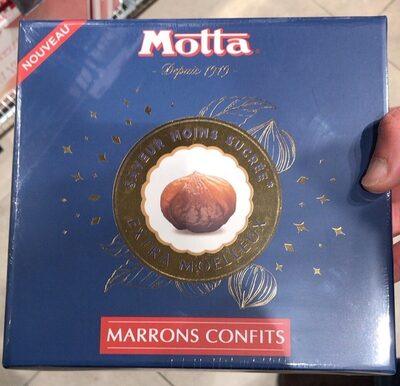 NOUVEAU
Motta
- Depuis 1919 -
SAVEUR MOINS SUCRÉE*
EXTRA MOELLEUX
MARRONS CONFITS